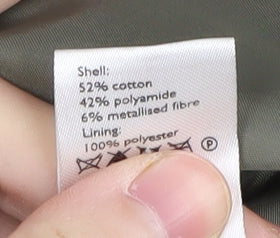 Shell:
52% cotton
42% polyamide
6% metallised fibre
Lining:
100% polyester
P